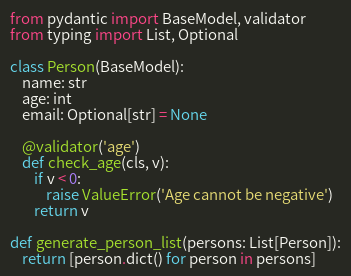 from pydantic import BaseModel, validator
from typing import List, Optional

class Person(BaseModel):
    name: str
    age: int
    email: Optional[str] = None

    @validator('age')
    def check_age(cls, v):
        if v < 0:
            raise ValueError('Age cannot be negative')
        return v

def generate_person_list(persons: List[Person]):
    return [person.dict() for person in persons]